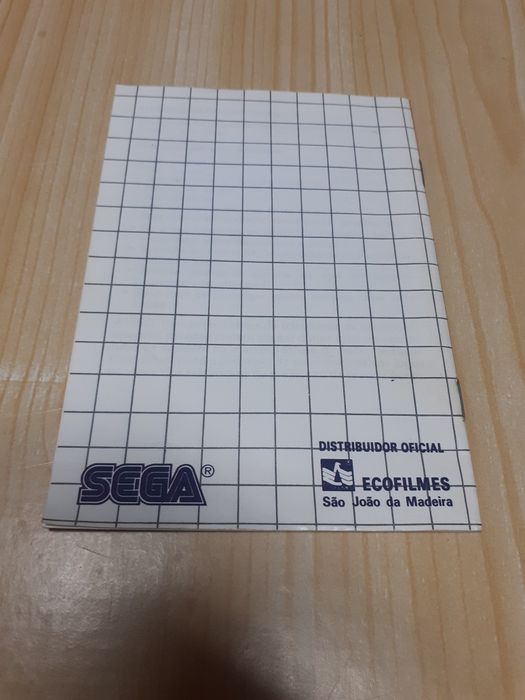 DISTRIBUIDOR OFICIAL
SEGA®
ECOFILMES
São João da Madeira